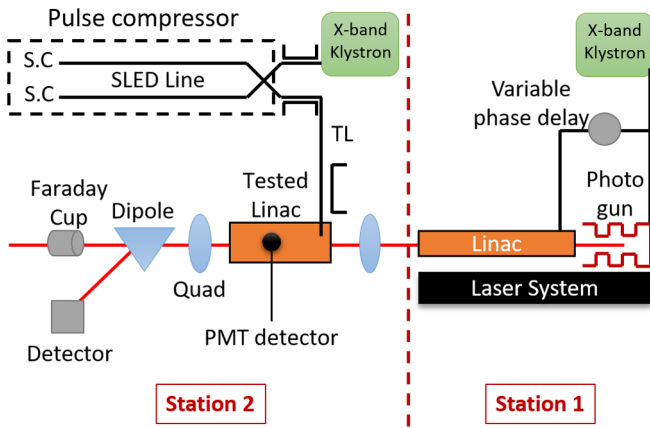 Pulse compressor
S.C
SLED Line
S.C
X-band
Klystron
TL
Faraday
Cup
Dipole
Tested
Linac
Quad
Detector
PMT detector
Station 2
X-band
Klystron
Variable
phase delay
Photo
gun
Linac
Laser System
Station 1